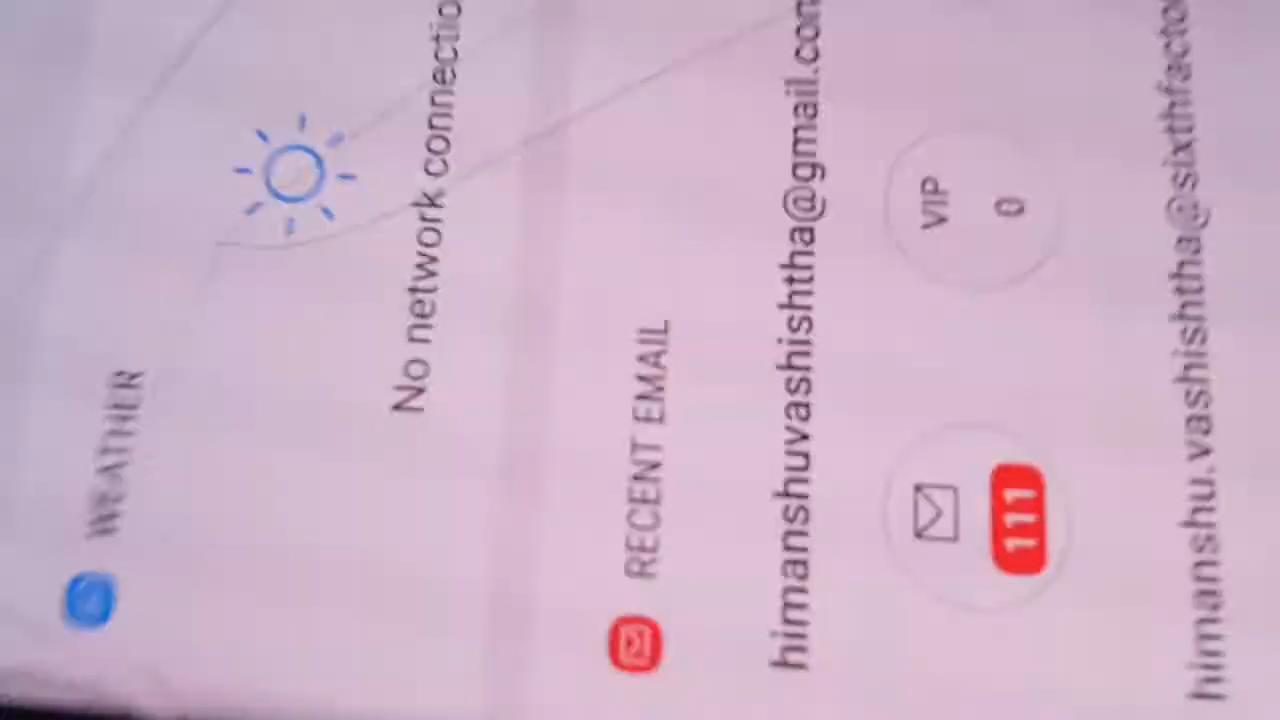 WEATHER
No network connectio
RECENT EMAIL
himanshuvashishtha@gmail.com
111
VIP
0
himanshu.vashishtha@sixthfacto